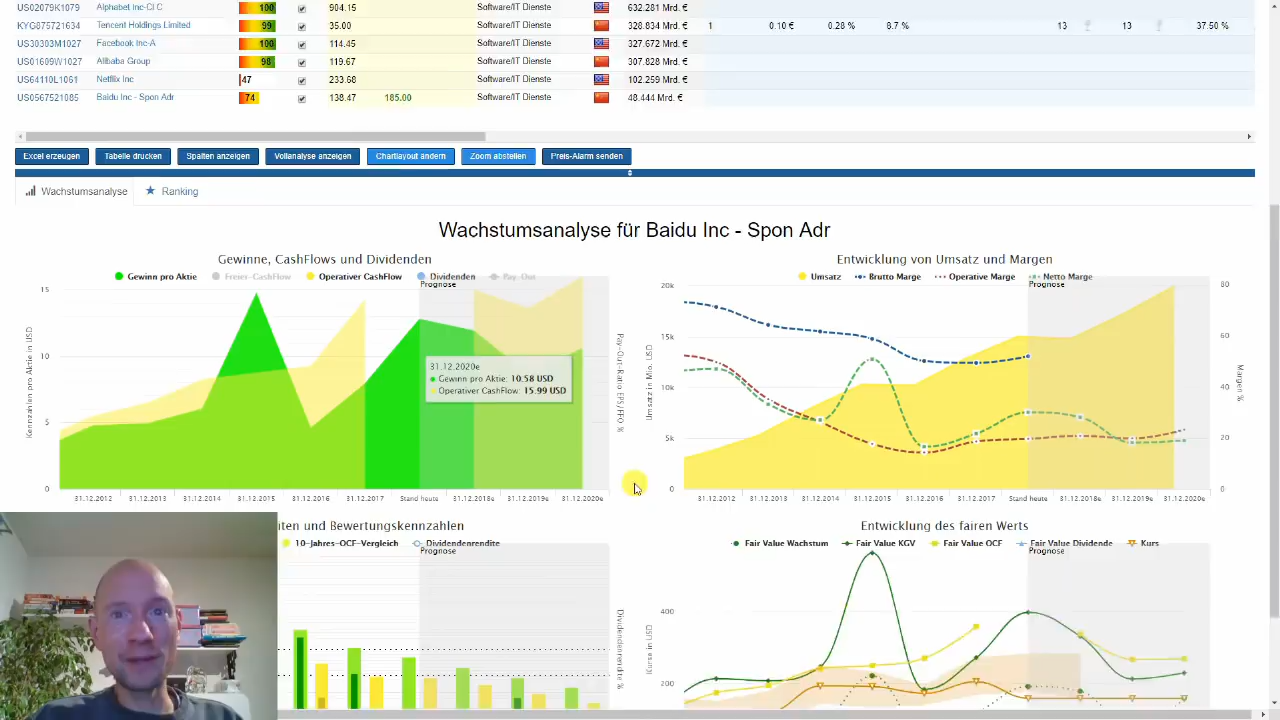 US02079K1079 Alphabet Inc-Cl C 100 904.15 Software/IT Dienste 632.281 Mrd. €
KYG875721634 Tencent Holdings Limited 99 35.00 Software/IT Dienste 328.834 Mrd. € 1 0.10 € 0.28 % 8.7 % 13 13 37.50 %
US30303M1027 Facebook Inc-A 100 114.45 Software/IT Dienste 327.672 Mrd. €
US01609W1027 Alibaba Group 98 119.67 Software/IT Dienste 307.828 Mrd. €
US64110L1061 Netflix Inc 47 233.68 Software/IT Dienste 102.259 Mrd. €
US0567521085 Baidu Inc - Spon Adr 74 138.47 185.00 Software/IT Dienste 48.444 Mrd. €
Excel erzeugen Tabelle drucken Spalten anzeigen Vollanalyse anzeigen Chartlayout ändern Zoom abstellen Preis-Alarm senden
Wachstumsanalyse Ranking
Wachstumsanalyse für Baidu Inc - Spon Adr
Gewinne, CashFlows und Dividenden
Gewinn pro Aktie Freier-CashFlow Operativer CashFlow Dividenden Pay-Out
Prognose
15
10
5
0
Kennzahlen pro Aktie in USD
Pay-Out-Ratio EPS/FFO %
31.12.2020e
Gewinn pro Aktie: 10.58 USD
Operativer CashFlow: 15.99 USD
31.12.2012 31.12.2013 31.12.2014 31.12.2015 31.12.2016 31.12.2017 Stand heute 31.12.2018e 31.12.2019e 31.12.2020e
Entwicklung von Umsatz und Margen
Umsatz Brutto Marge Operative Marge Netto Marge
Prognose
20k
15k
10k
5k
0
Umsatz in Mio. USD
80
60
40
20
0
Margen %
31.12.2012 31.12.2013 31.12.2014 31.12.2015 31.12.2016 31.12.2017 Stand heute 31.12.2018e 31.12.2019e 31.12.2020e
iten und Bewertungskennzahlen
10-Jahres-OCF-Vergleich Dividendenrendite
Prognose
Dividendenrendite %
Entwicklung des fairen Werts
Fair Value Wachstum Fair Value KGV Fair Value OCF Fair Value Dividende Kurs
Prognose
400
200
Kurse in USD